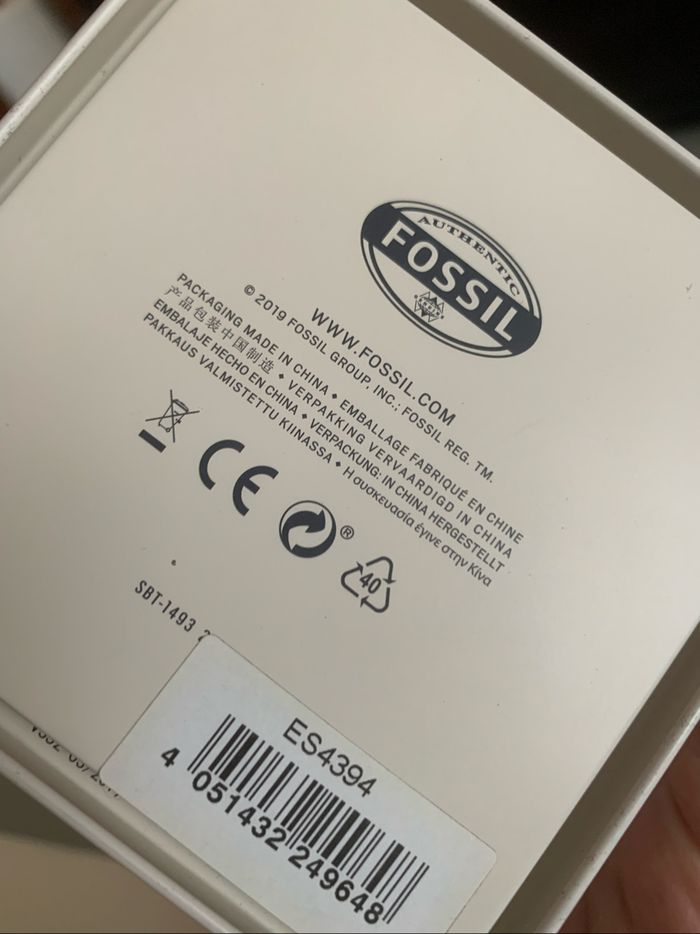 AUTHENTIC
FOSSIL
WWW.FOSSIL.COM
© 2019 FOSSIL GROUP, INC.; FOSSIL REG. TM.
PACKAGING MADE IN CHINA • EMBALLAGE FABRIQUÉ EN CHINE
产品包装中国制造 • VERPAKKING VERVAARDIGD IN CHINA
EMBALAJE HECHO EN CHINA • VERPACKUNG: IN CHINA HERGESTELLT
PAKKAUS VALMISTETTU KIINASSA • Η συσκευασία έγινε στην Κίνα
CE
®
40
SBT-1493
ES4394
4 051432 249648